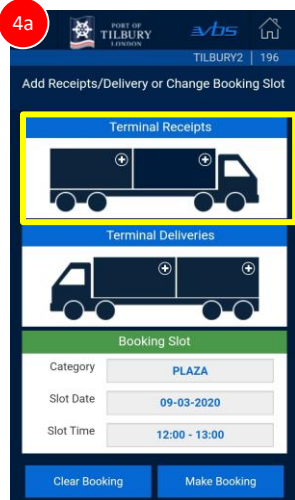 4a
PORT OF
TILBURY
LONDON
vbs
TILBURY2 | 196
Add Receipts/Delivery or Change Booking Slot
Terminal Receipts
Terminal Deliveries
Booking Slot
Category PLAZA
Slot Date 09-03-2020
Slot Time 12:00 - 13:00
Clear Booking Make Booking